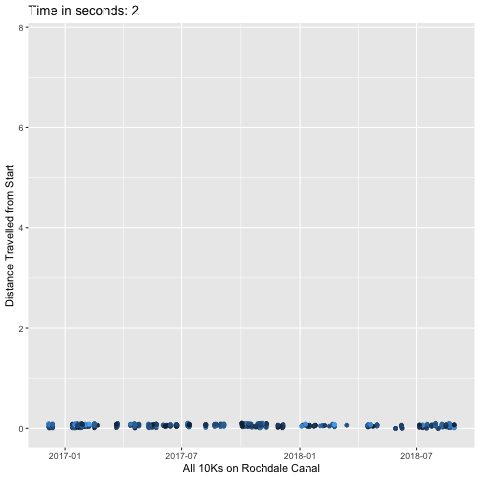 Time in seconds: 2
Distance Travelled from Start
8
6
4
2
0
2017-01 2017-07 2018-01 2018-07
All 10Ks on Rochdale Canal